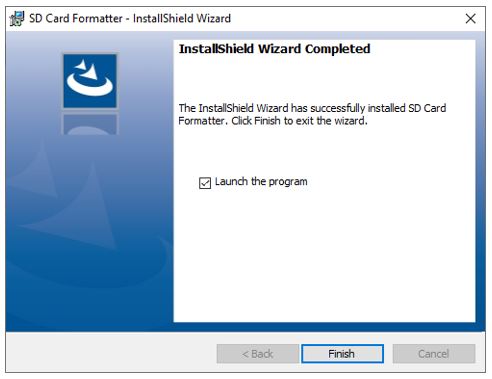 SD Card Formatter - InstallShield Wizard
InstallShield Wizard Completed
The InstallShield Wizard has successfully installed SD Card
Formatter. Click Finish to exit the wizard.
Launch the program
< Back
Finish
Cancel